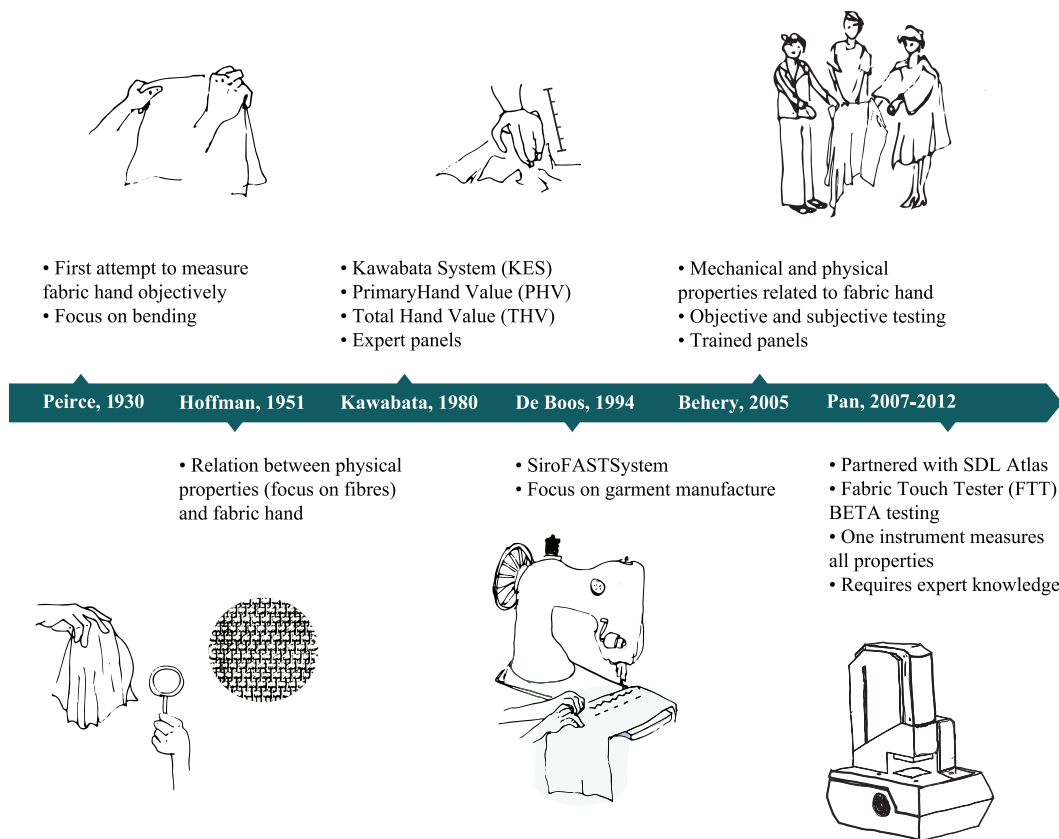 • First attempt to measure
fabric hand objectively
• Focus on bending
• Kawabata System (KES)
• PrimaryHand Value (PHV)
• Total Hand Value (THV)
• Expert panels
• Mechanical and physical
properties related to fabric hand
• Objective and subjective testing
• Trained panels
Peirce, 1930
Hoffman, 1951
Kawabata, 1980
De Boos, 1994
Behery, 2005
Pan, 2007-2012
• Relation between physical
properties (focus on fibres)
and fabric hand
• SiroFASTSystem
• Focus on garment manufacture
• Partnered with SDL Atlas
• Fabric Touch Tester (FTT)
BETA testing
• One instrument measures
all properties
• Requires expert knowledge